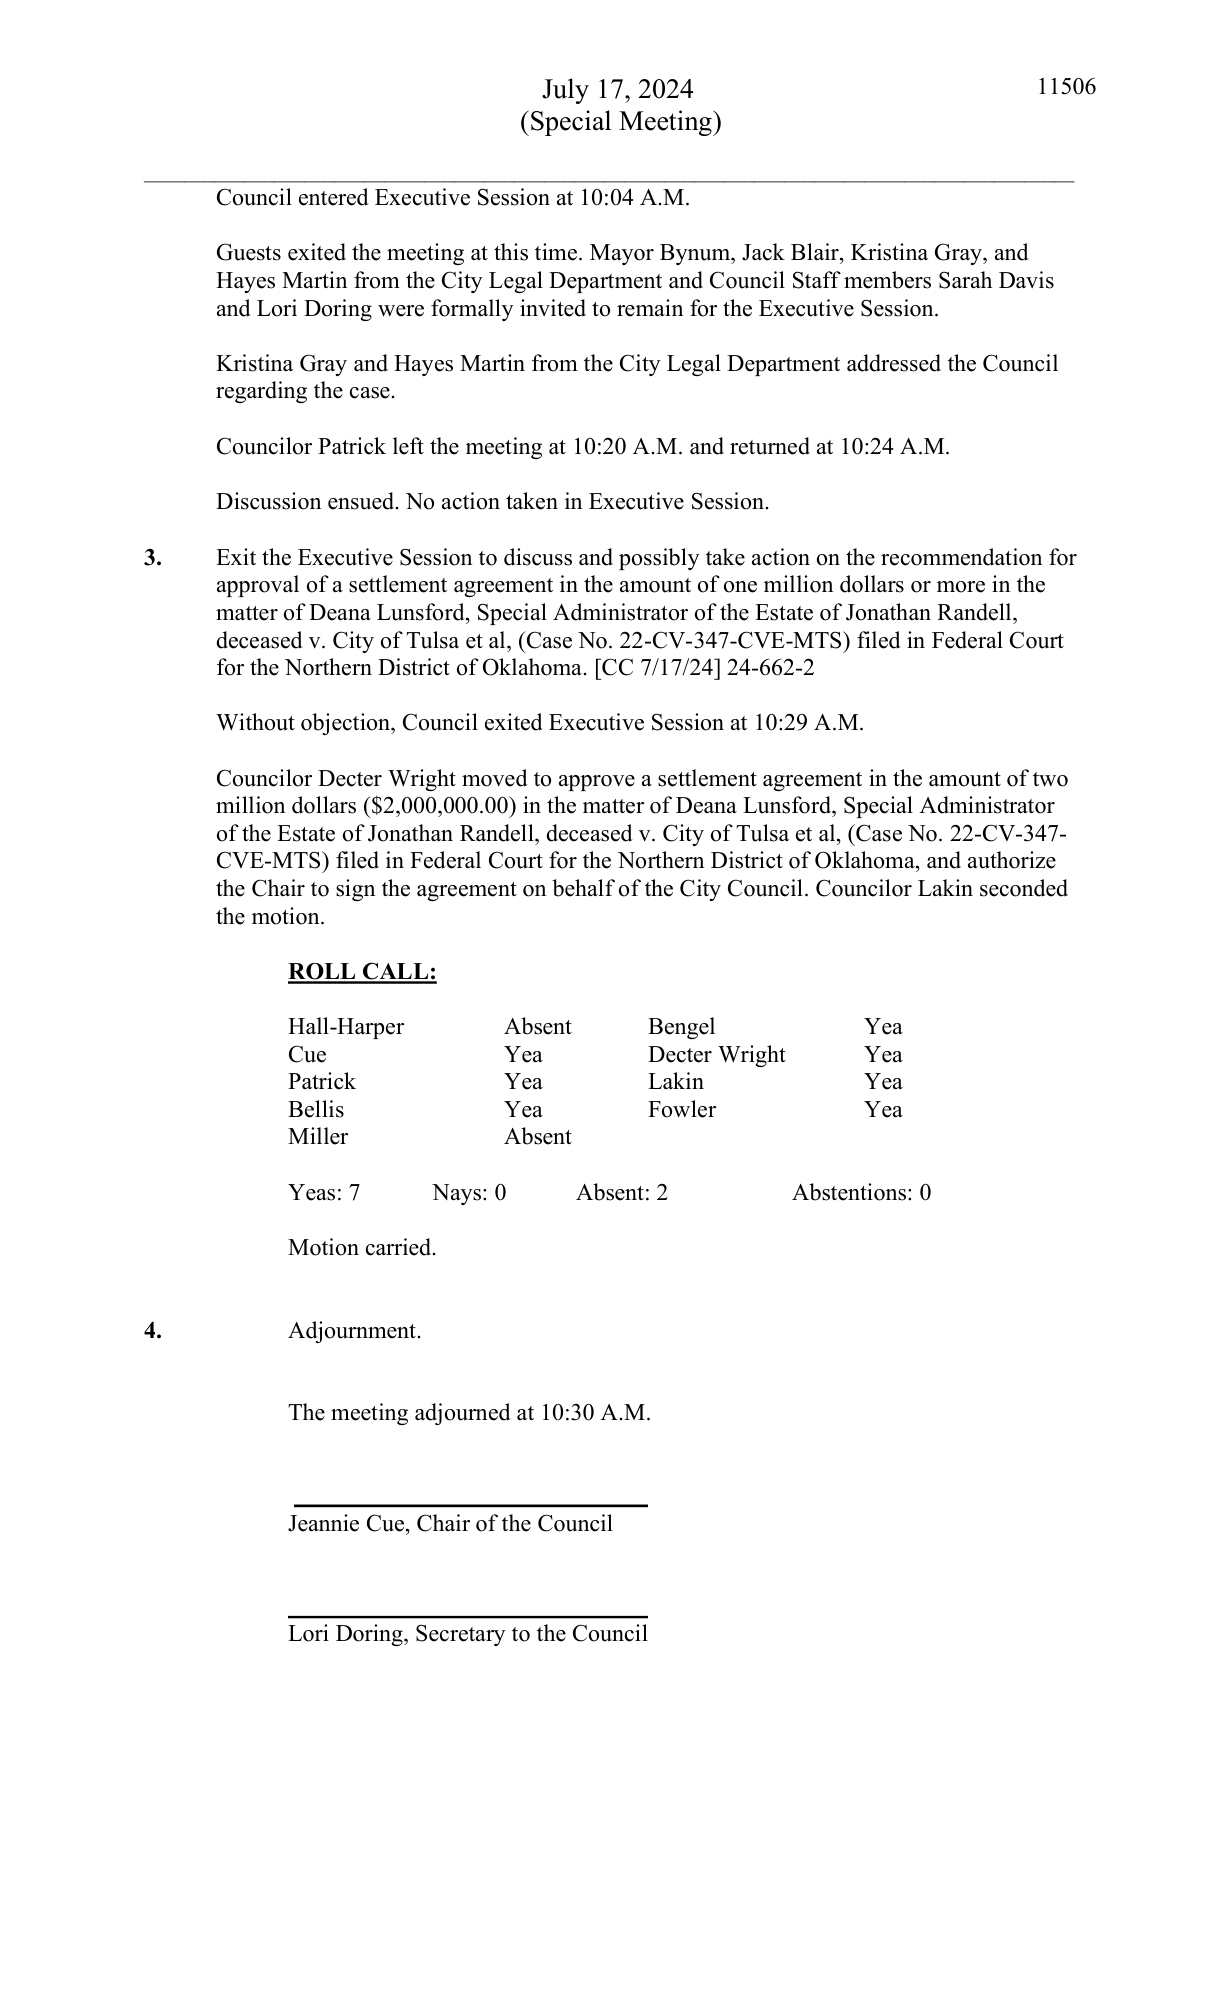 July 17, 2024
11506
(Special Meeting)
Council entered Executive Session at 10:04 A.M.
Guests exited the meeting at this time. Mayor Bynum, Jack Blair, Kristina Gray, and
Hayes Martin from the City Legal Department and Council Staff members Sarah Davis
and Lori Doring were formally invited to remain for the Executive Session.
Kristina Gray and Hayes Martin from the City Legal Department addressed the Council
regarding the case.
Councilor Patrick left the meeting at 10:20 A.M. and returned at 10:24 A.M.
Discussion ensued. No action taken in Executive Session.
3. Exit the Executive Session to discuss and possibly take action on the recommendation for
approval of a settlement agreement in the amount of one million dollars or more in the
matter of Deana Lunsford, Special Administrator of the Estate of Jonathan Randell,
deceased v. City of Tulsa et al, (Case No. 22-CV-347-CVE-MTS) filed in Federal Court
for the Northern District of Oklahoma. [CC 7/17/24] 24-662-2
Without objection, Council exited Executive Session at 10:29 A.M.
Councilor Decter Wright moved to approve a settlement agreement in the amount of two
million dollars ($2,000,000.00) in the matter of Deana Lunsford, Special Administrator
of the Estate of Jonathan Randell, deceased v. City of Tulsa et al, (Case No. 22-CV-347-
CVE-MTS) filed in Federal Court for the Northern District of Oklahoma, and authorize
the Chair to sign the agreement on behalf of the City Council. Councilor Lakin seconded
the motion.
ROLL CALL:
Hall-Harper Absent Bengel Yea
Cue Yea Decter Wright Yea
Patrick Yea Lakin Yea
Bellis Yea Fowler Yea
Miller Absent
Yeas: 7 Nays: 0 Absent: 2 Abstentions: 0
Motion carried.
4. Adjournment.
The meeting adjourned at 10:30 A.M.
Jeannie Cue, Chair of the Council
Lori Doring, Secretary to the Council